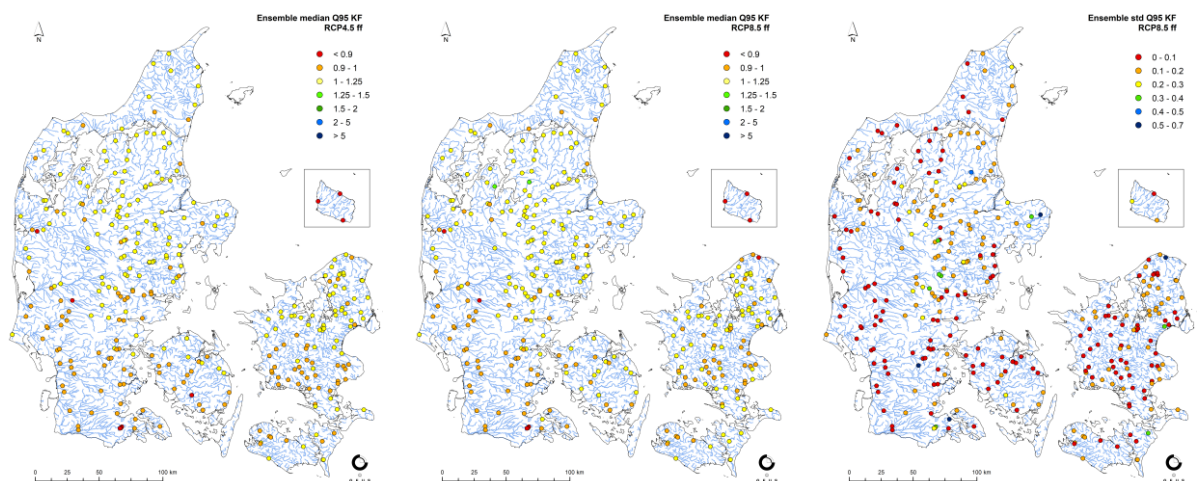 Ensemble median Q95 KF
RCP4.5 ff
N
< 0.9
0.9 - 1
1 - 1.25
1.25 - 1.5
1.5 - 2
2 - 5
> 5
0 25 50 100 km
Ensemble median Q95 KF
RCP8.5 ff
N
< 0.9
0.9 - 1
1 - 1.25
1.25 - 1.5
1.5 - 2
2 - 5
> 5
0 25 50 100 km
Ensemble std Q95 KF
RCP8.5 ff
N
0 - 0.1
0.1 - 0.2
0.2 - 0.3
0.3 - 0.4
0.4 - 0.5
0.5 - 0.7
0 25 50 100 km